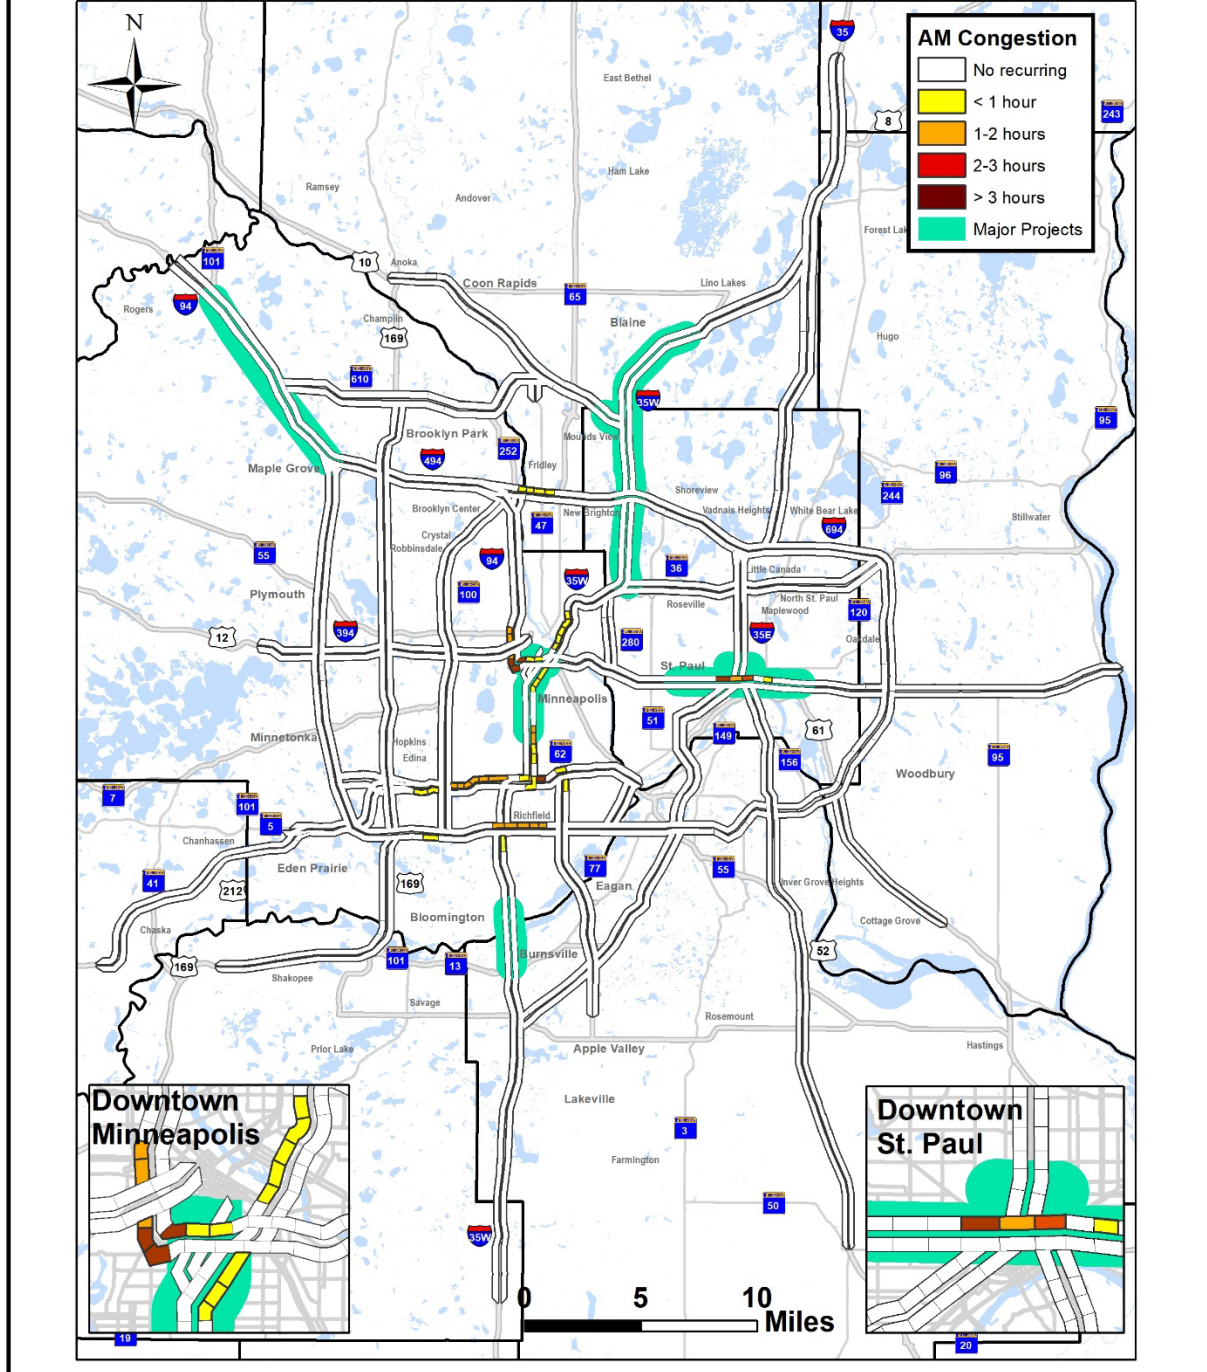 N
35
AM Congestion
No recurring
< 1 hour
1-2 hours
2-3 hours
> 3 hours
Major Projects
East Bethel
8
243
Ramsey
Ham Lake
Andover
Forest Lak
101
10
Anoka
Coon Rapids
65
Lino Lakes
94
Rogers
Champlin
169
Blaine
Hugo
610
35W
95
Brooklyn Park
Mounds View
252
494
Fridley
Maple Grove
96
244
Shoreview
Brooklyn Center
47
New Brighton
Vadnais Heights
White Bear Lake
Stillwater
694
Crystal
Robbinsdale
55
94
35W
36
Little Canada
100
Plymouth
Roseville
North St. Paul
Maplewood
120
12
394
280
35E
Oakdale
St. Paul
Minneapolis
51
149
61
Minnetonka
Hopkins
Edina
62
156
95
Woodbury
7
101
5
Richfield
Chanhassen
Eden Prairie
41
212
169
77
Eagan
55
Inver Grove Heights
Bloomington
Cottage Grove
Chaska
169
101
13
Burnsville
52
Shakopee
Savage
Rosemount
Prior Lake
Apple Valley
Hastings
Downtown
Minneapolis
Lakeville
3
Downtown
St. Paul
Farmington
50
35W
0 5 10
Miles
19
20